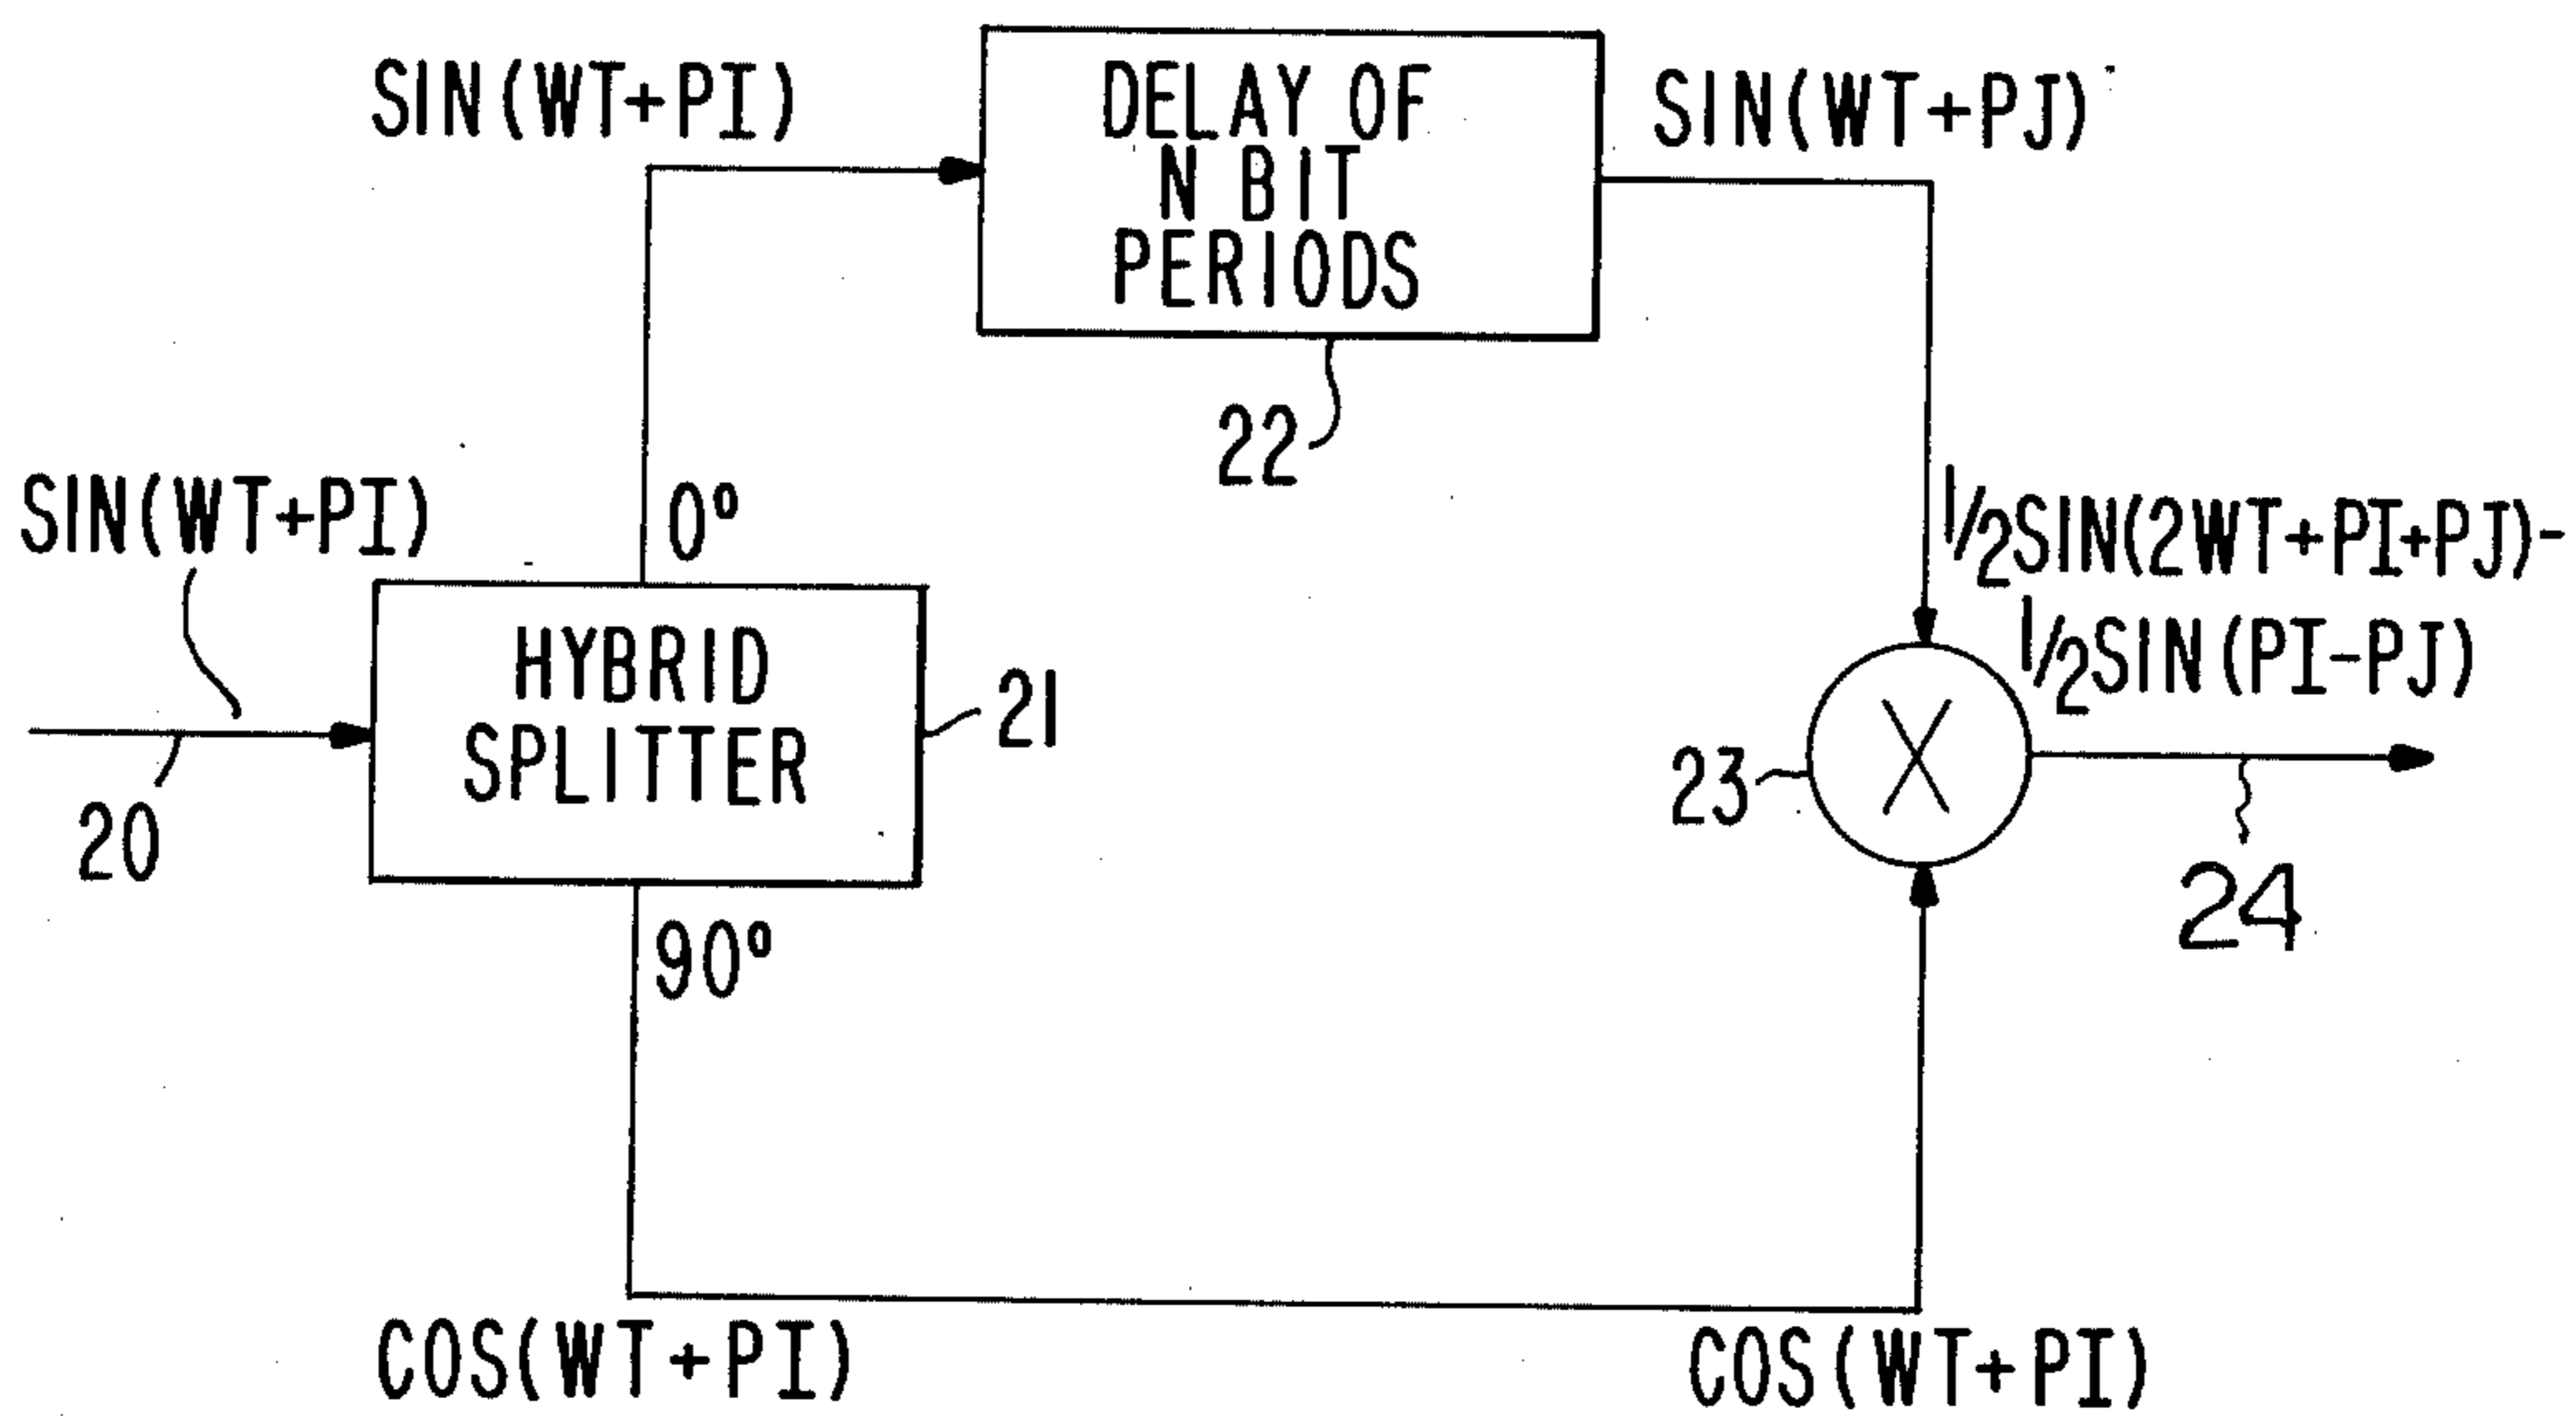 SIN(WT+PI)
DELAY OF
N BIT
PERIODS
SIN(WT+PJ)
22
SIN(WT+PI)
0°
1/2SIN(2WT+PI+PJ)-
1/2SIN(PI-PJ)
HYBRID
SPLITTER
21
20
23
X
24
90°
COS(WT+PI)
COS(WT+PI)